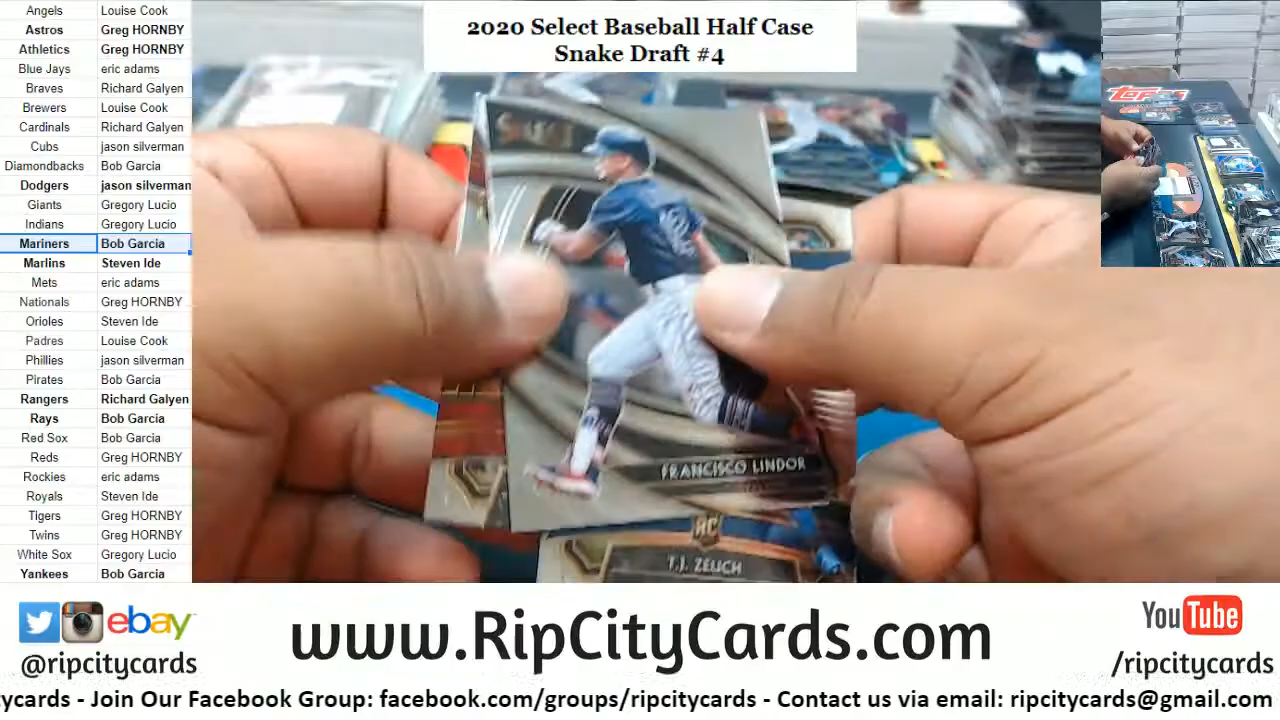 2020 Select Baseball Half Case
Snake Draft #4
Angels Louise Cook
Astros Greg HORNBY
Athletics Greg HORNBY
Blue Jays eric adams
Braves Richard Galyen
Brewers Louise Cook
Cardinals Richard Galyen
Cubs jason silverman
Diamondbacks Bob Garcia
Dodgers jason silverman
Giants Gregory Lucio
Indians Gregory Lucio
Mariners Bob Garcia
Marlins Steven Ide
Mets eric adams
Nationals Greg HORNBY
Orioles Steven Ide
Padres Louise Cook
Phillies jason silverman
Pirates Bob Garcia
Rangers Richard Galyen
Rays Bob Garcia
Red Sox Bob Garcia
Reds Greg HORNBY
Rockies eric adams
Royals Steven Ide
Tigers Greg HORNBY
Twins Greg HORNBY
White Sox Gregory Lucio
Yankees Bob Garcia
SELECT
FRANCISCO LINDOR
RC
T.J. ZEUCH
TOPPS
ebay
@ripcitycards
www.RipCityCards.com
YouTube
/ripcitycards
tycards - Join Our Facebook Group: facebook.com/groups/ripcitycards - Contact us via email: ripcitycards@gmail.com